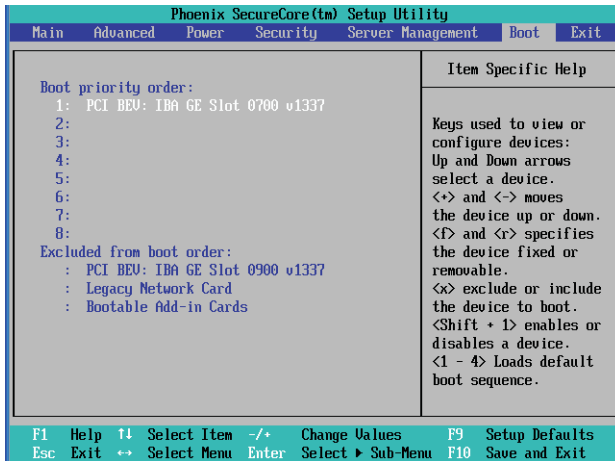 Phoenix SecureCore(tm) Setup Utility
Main Advanced Power Security Server Management Boot Exit
Boot priority order:
1: PCI BEV: IBA GE Slot 0700 v1337
2:
3:
4:
5:
6:
7:
8:
Excluded from boot order:
: PCI BEV: IBA GE Slot 0900 v1337
: Legacy Network Card
: Bootable Add-in Cards
Item Specific Help
Keys used to view or
configure devices:
Up and Down arrows
select a device.
<+> and <-> moves
the device up or down.
<f> and <r> specifies
the device fixed or
removable.
<x> exclude or include
the device to boot.
<Shift + 1> enables or
disables a device.
<1 - 4> Loads default
boot sequence.
F1 Help ↑↓ Select Item -/+ Change Values F9 Setup Defaults
Esc Exit ↔ Select Menu Enter Select ▶ Sub-Menu F10 Save and Exit